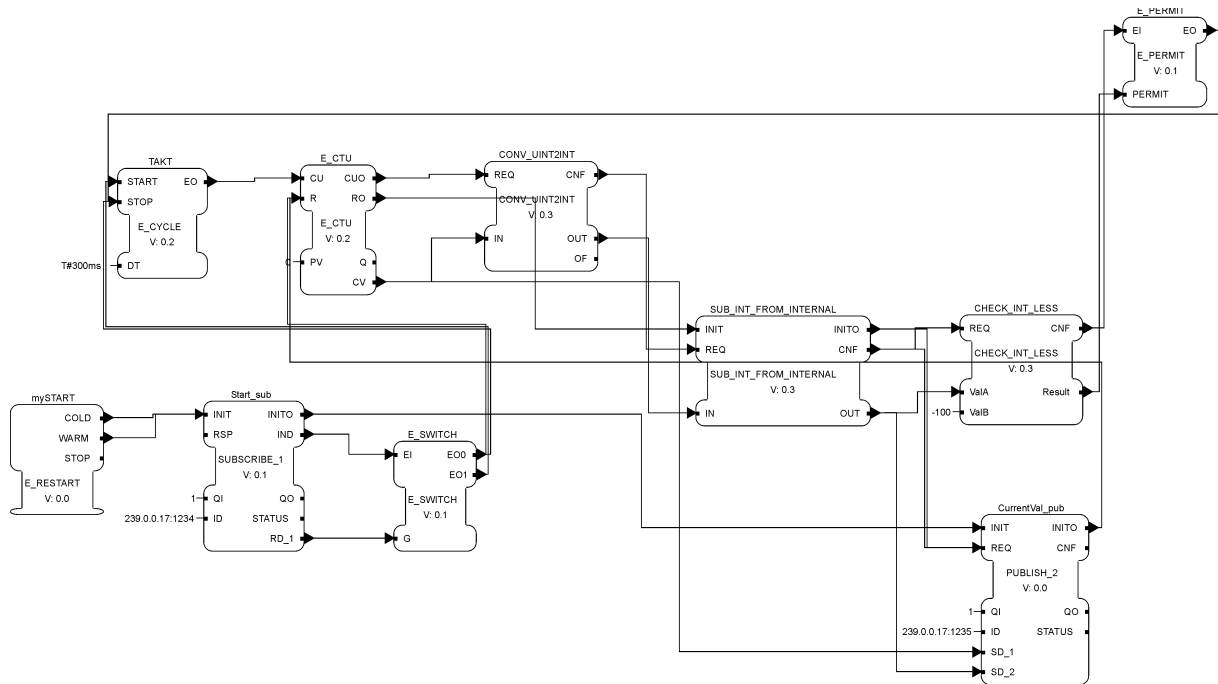 E_PERMIT
EI EO
E_PERMIT
V: 0.1
PERMIT
TAKT
START EO
STOP
E_CYCLE
V: 0.2
T#300ms DT
E_CTU
CU CUO
R RO
E_CTU
V: 0.2
0 PV Q
CV
CONV_UINT2INT
REQ CNF
CONV_UINT2INT
V: 0.3
IN OUT
OF
SUB_INT_FROM_INTERNAL
INIT INITO
REQ CNF
SUB_INT_FROM_INTERNAL
V: 0.3
IN OUT
CHECK_INT_LESS
REQ CNF
CHECK_INT_LESS
V: 0.3
ValA Result
-100 ValB
mySTART
COLD
WARM
STOP
E_RESTART
V: 0.0
Start_sub
INIT INITO
RSP IND
SUBSCRIBE_1
V: 0.1
1 QI QO
239.0.0.17:1234 ID STATUS
RD_1
E_SWITCH
EI EO0
EO1
E_SWITCH
V: 0.1
G
CurrentVal_pub
INIT INITO
REQ CNF
PUBLISH_2
V: 0.0
1 QI QO
239.0.0.17:1235 ID STATUS
SD_1
SD_2